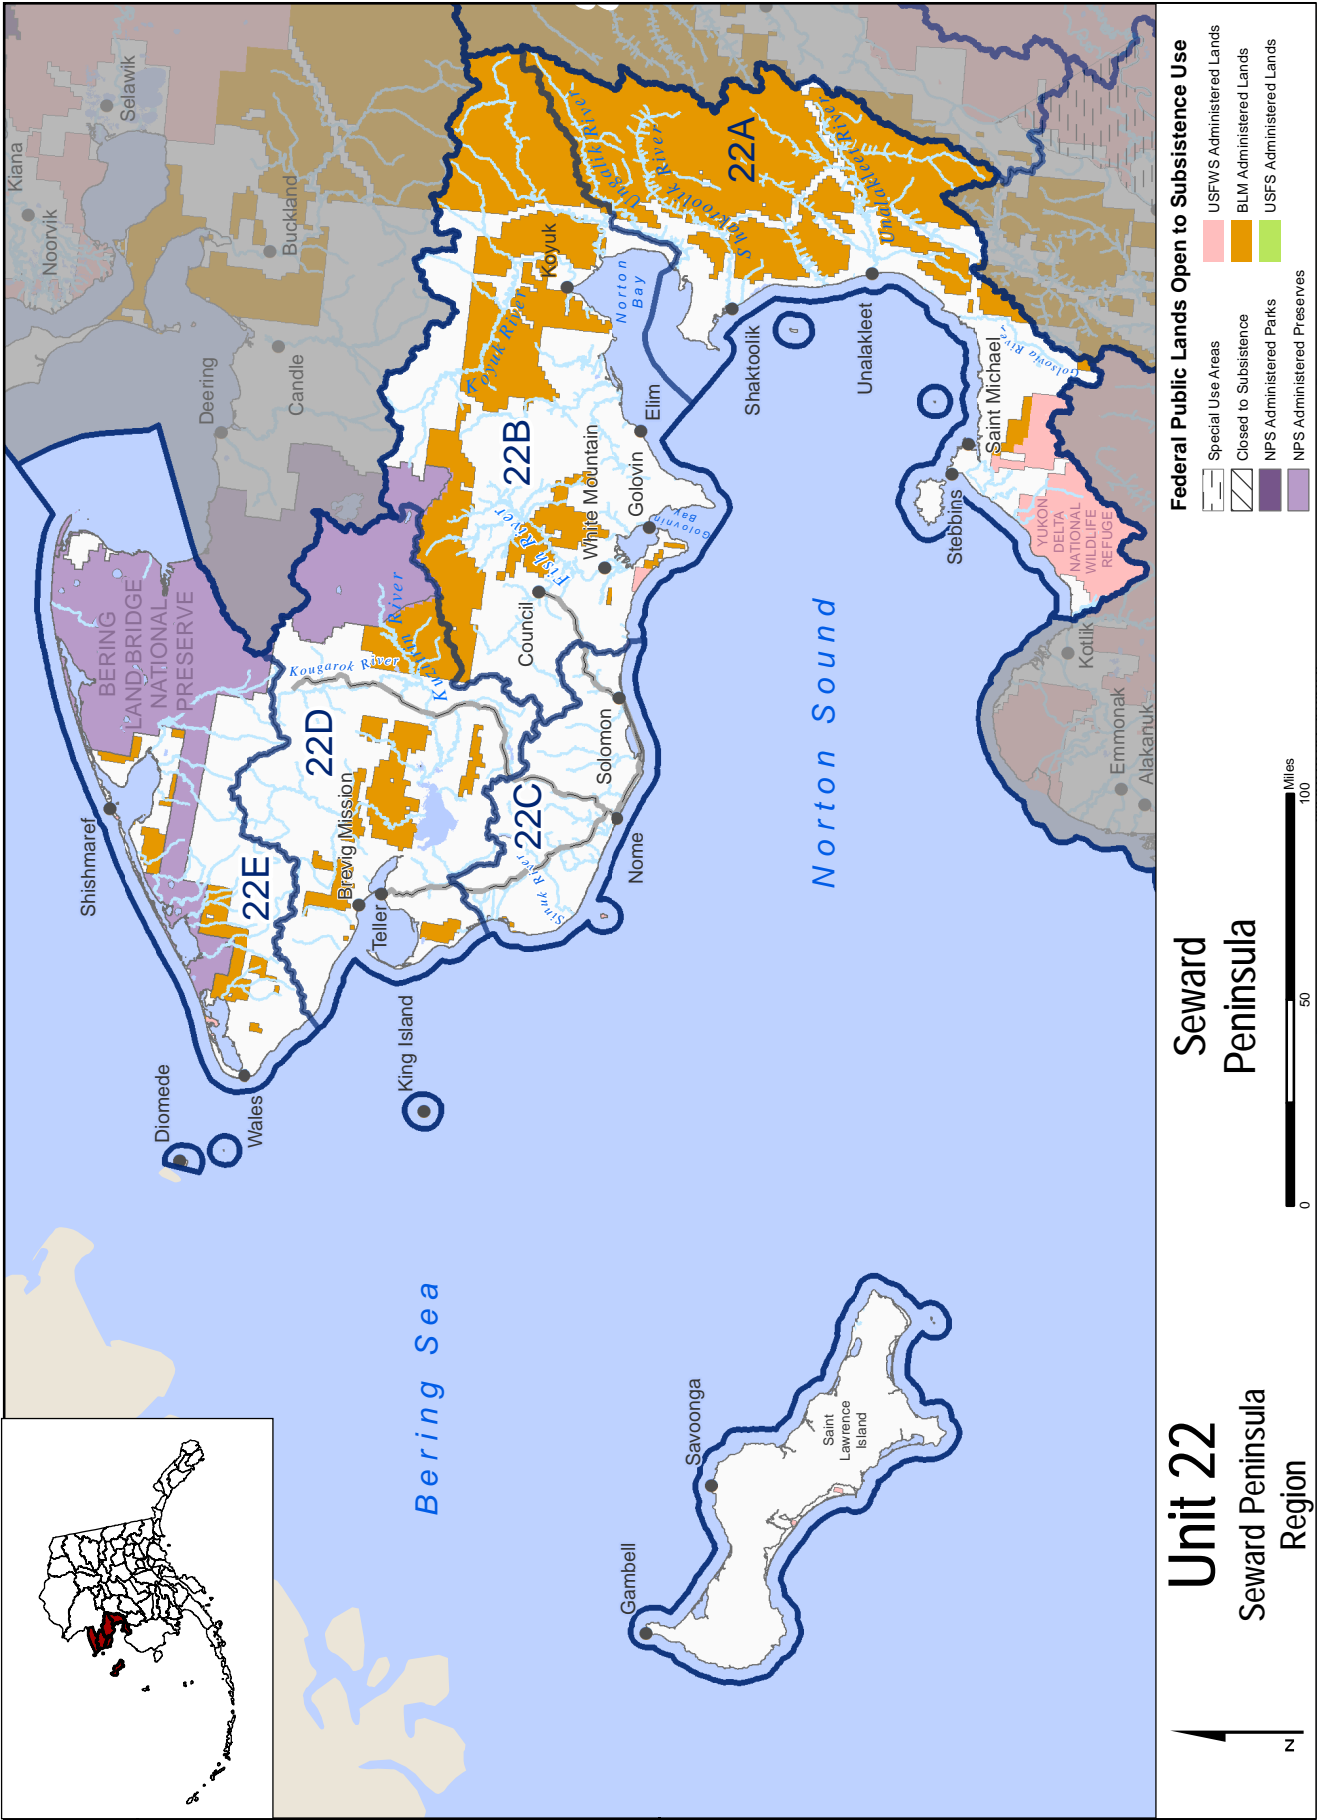 Kiana
Noorvik
Selawik
Buckland
Deering
Candle
BERING
LAND BRIDGE
NATIONAL
PRESERVE
Shishmaref
22E
22D
22C
22B
22A
Kougarok River
Kuzitrin River
Koyuk River
Koyuk
Norton
Bay
Ungalik River
Shaktoolik River
Unalakleet River
Shaktoolik
Unalakleet
Elim
White Mountain
Golovin
Golovnin
Bay
Fish River
Council
Solomon
Nome
Sinuk River
Brevig Mission
Teller
King Island
Wales
Diomede
Saint Michael
Golsovia River
Stebbins
YUKON
DELTA
NATIONAL
WILDLIFE
REFUGE
Kotlik
Emmonak
Alakanuk
Norton Sound
Bering Sea
Savoonga
Gambell
Saint
Lawrence
Island
Unit 22
Seward Peninsula
Region
Seward
Peninsula
N
0
50
100
Miles
Federal Public Lands Open to Subsistence Use
Special Use Areas
Closed to Subsistence
NPS Administered Parks
NPS Administered Preserves
USFWS Administered Lands
BLM Administered Lands
USFS Administered Lands